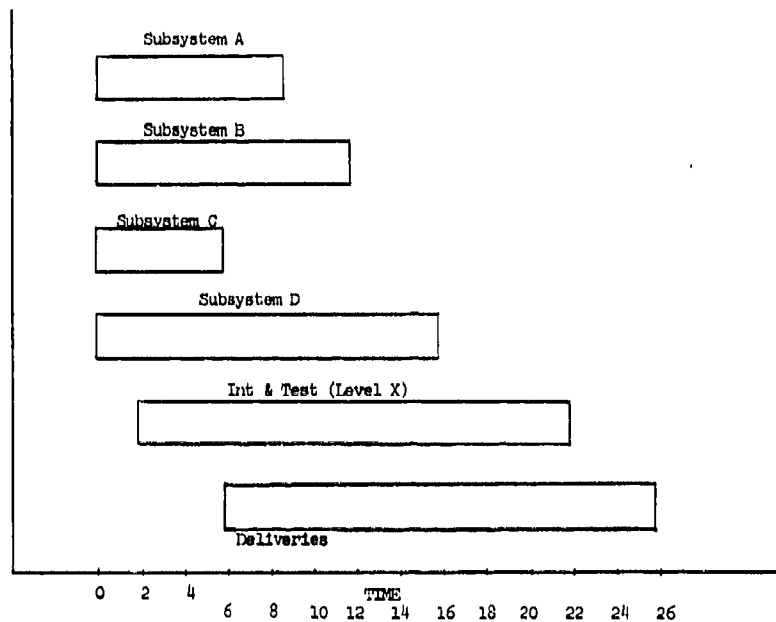 Subsystem A
Subsystem B
Subsystem C
Subsystem D
Int & Test (Level X)
Deliveries
0 2 4 TIME
6 8 10 12 14 16 18 20 22 24 26